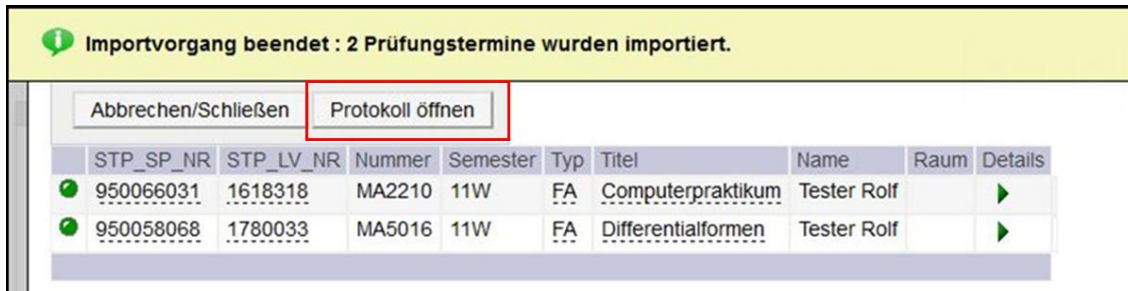 Importvorgang beendet : 2 Prüfungstermine wurden importiert.
Abbrechen/Schließen Protokoll öffnen
STP_SP_NR STP_LV_NR Nummer Semester Typ Titel Name Raum Details
950066031 1618318 MA2210 11W FA Computerpraktikum Tester Rolf
950058068 1780033 MA5016 11W FA Differentialformen Tester Rolf